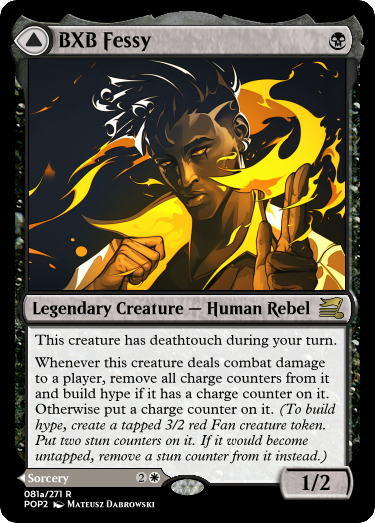 BXB Fessy
Legendary Creature — Human Rebel
This creature has deathtouch during your turn.
Whenever this creature deals combat damage
to a player, remove all charge counters from it
and build hype if it has a charge counter on it.
Otherwise put a charge counter on it. (To build
hype, create a tapped 3/2 red Fan creature token.
Put two stun counters on it. If it would become
untapped, remove a stun counter from it instead.)
Sorcery 2
1/2
081a/271 R
POP2 Mateusz Dabrowski